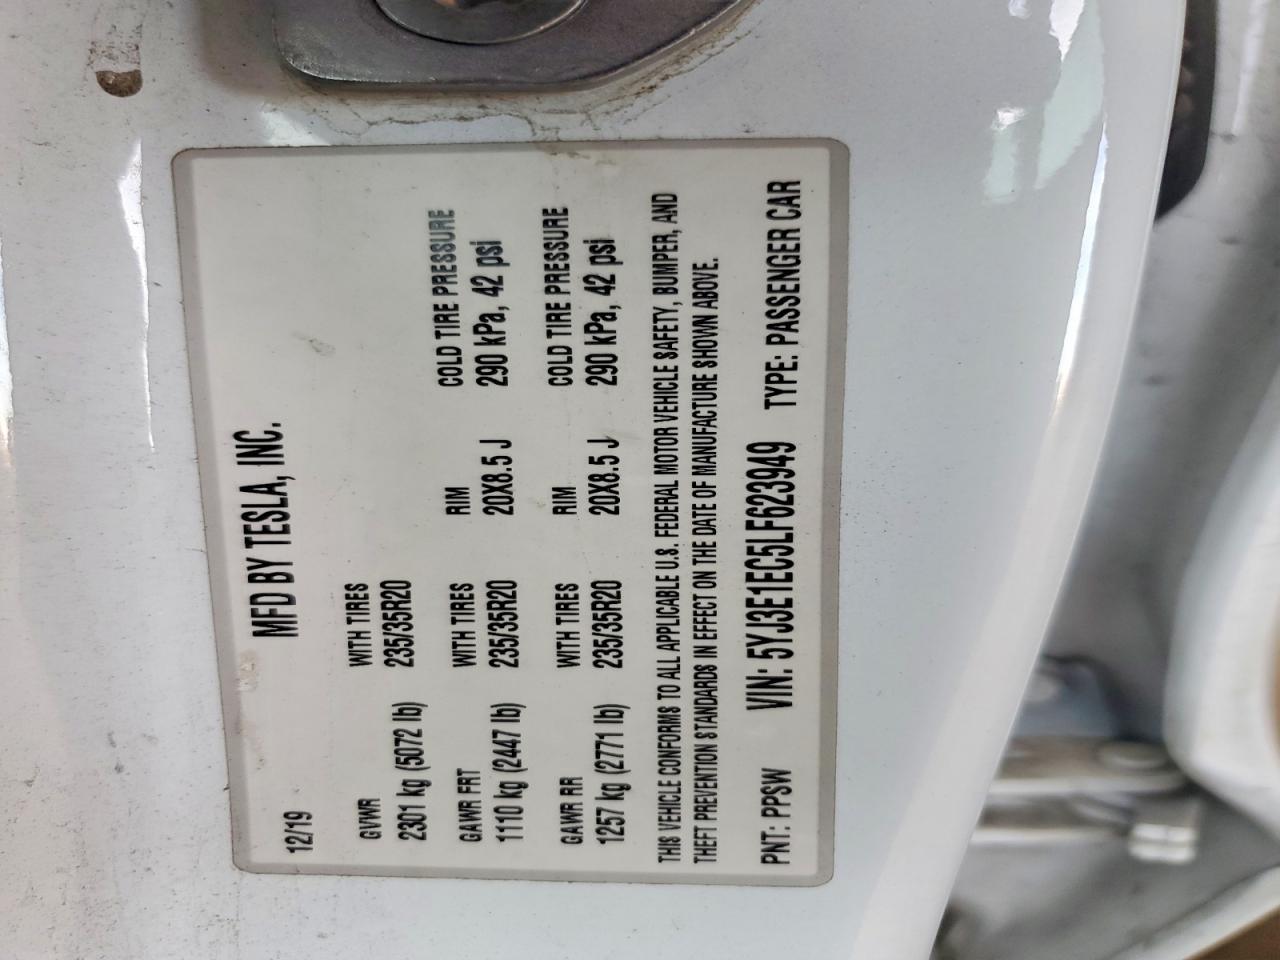 MFD BY TESLA, INC.
12/19
GVWR WITH TIRES
2301 kg (5072 lb) 235/35R20
GAWR FRT WITH TIRES RIM COLD TIRE PRESSURE
1110 kg (2447 lb) 235/35R20 20X8.5 J 290 kPa, 42 psi
GAWR RR WITH TIRES RIM COLD TIRE PRESSURE
1257 kg (2771 lb) 235/35R20 20X8.5 J 290 kPa, 42 psi
THIS VEHICLE CONFORMS TO ALL APPLICABLE U.S. FEDERAL MOTOR VEHICLE SAFETY, BUMPER, AND
THEFT PREVENTION STANDARDS IN EFFECT ON THE DATE OF MANUFACTURE SHOWN ABOVE.
PNT: PPSW VIN: 5YJ3E1EC5LF623949 TYPE: PASSENGER CAR